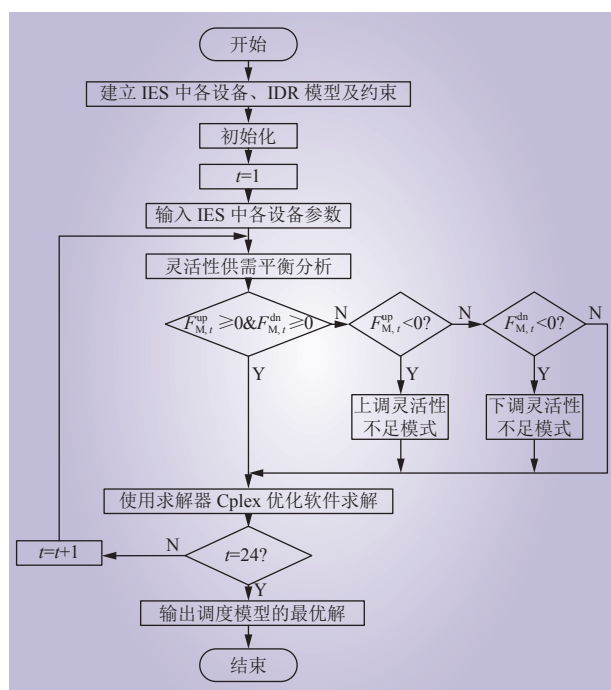 开始
建立 IES 中各设备、IDR 模型及约束
初始化
t=1
输入 IES 中各设备参数
灵活性供需平衡分析
F^{up}_{M, t} ≥0&F^{dn}_{M, t} ≥0
N
F^{up}_{M, t} <0?
N
F^{dn}_{M, t} <0?
N
Y
Y
Y
上调灵活性
不足模式
下调灵活性
不足模式
使用求解器 Cplex 优化软件求解
t=t+1
N
t=24?
Y
输出调度模型的最优解
结束